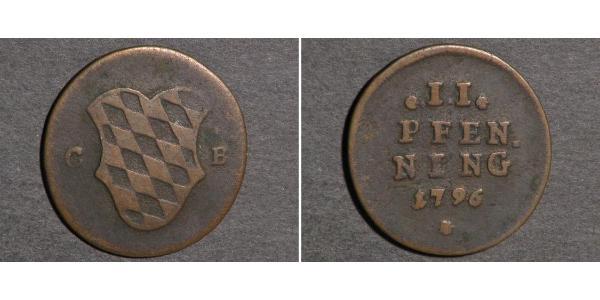 C B
.II.
PFEN.
NING
1796